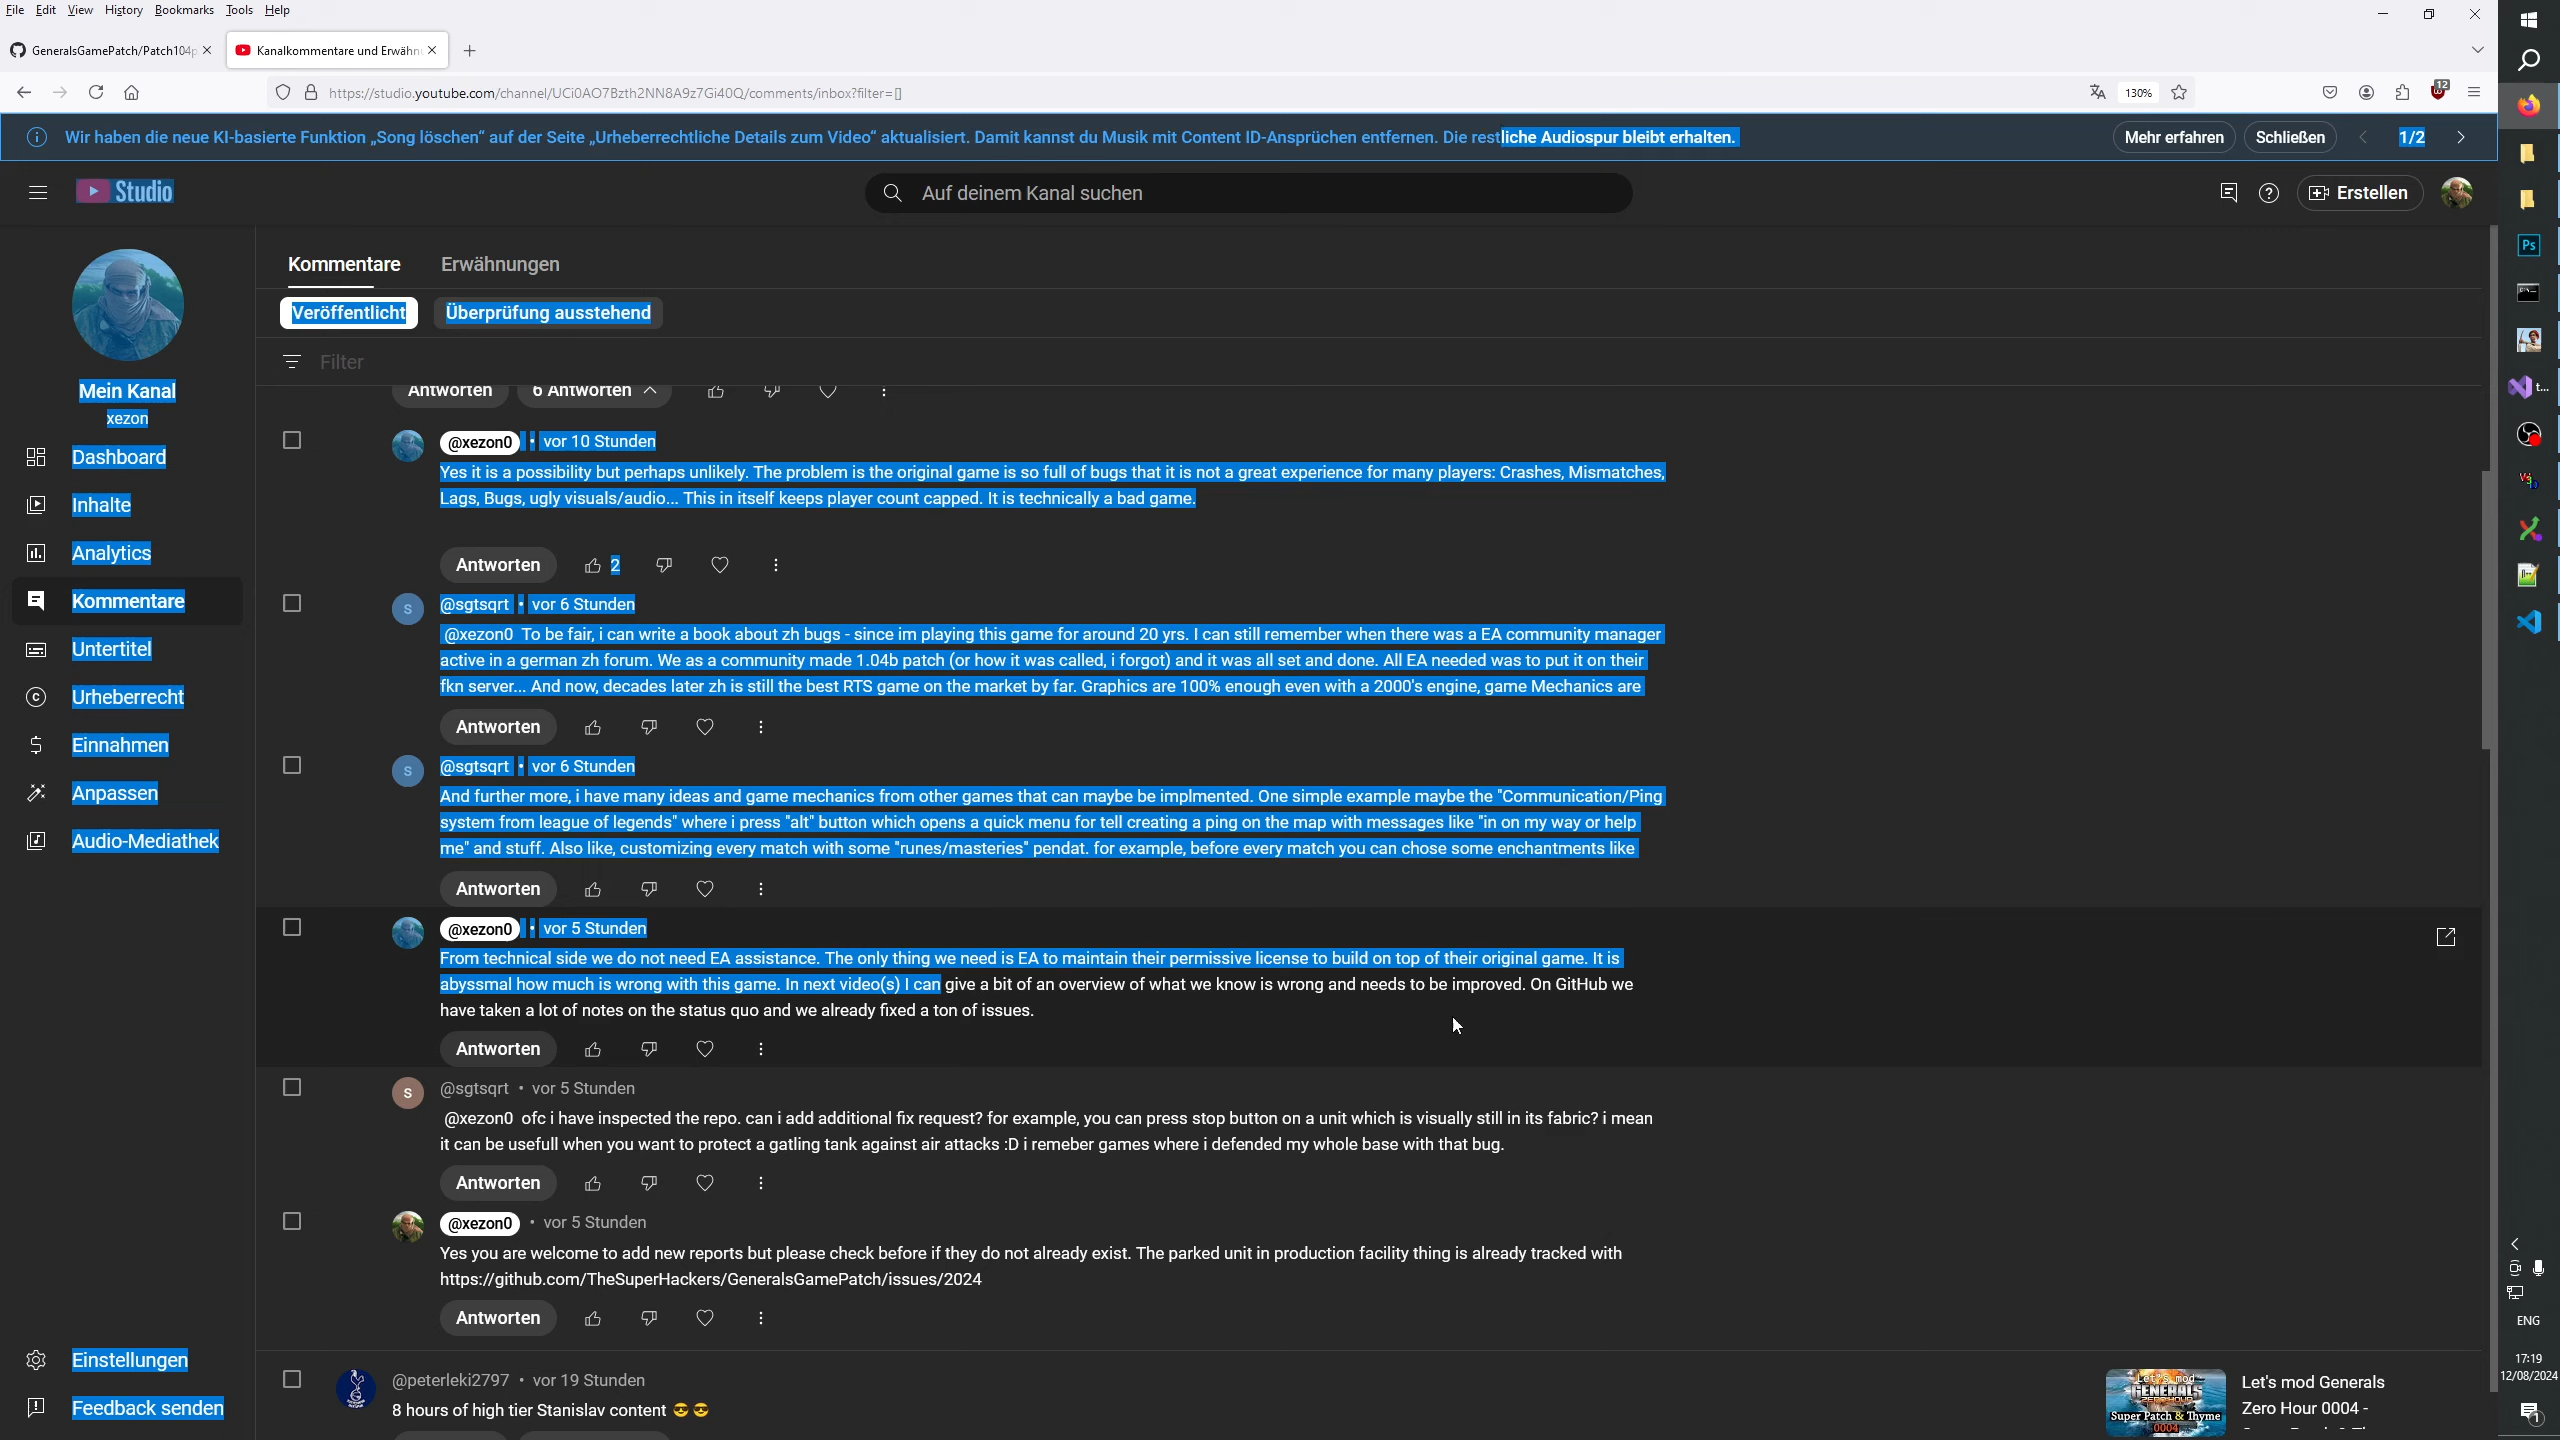 File Edit View History Bookmarks Tools Help
GeneralsGamePatch/Patch104p
Kanalkommentare und Erwähn
https://studio.youtube.com/channel/UCi0AO7Bzth2NN8A9z7Gi40Q/comments/inbox?filter=[]
130%
12
Wir haben die neue KI-basierte Funktion „Song löschen“ auf der Seite „Urheberrechtliche Details zum Video“ aktualisiert. Damit kannst du Musik mit Content ID-Ansprüchen entfernen. Die restliche Audiospur bleibt erhalten.
Mehr erfahren
Schließen
1/2
Studio
Auf deinem Kanal suchen
Erstellen
Mein Kanal
xezon
Dashboard
Inhalte
Analytics
Kommentare
Untertitel
Urheberrecht
Einnahmen
Anpassen
Audio-Mediathek
Einstellungen
Feedback senden
Kommentare Erwähnungen
Veröffentlicht Überprüfung ausstehend
Filter
Antworten 6 Antworten
@xezon0 • vor 10 Stunden
Yes it is a possibility but perhaps unlikely. The problem is the original game is so full of bugs that it is not a great experience for many players: Crashes, Mismatches,
Lags, Bugs, ugly visuals/audio... This in itself keeps player count capped. It is technically a bad game.
Antworten 2
S
@sgtsqrt • vor 6 Stunden
@xezon0 To be fair, i can write a book about zh bugs - since im playing this game for around 20 yrs. I can still remember when there was a EA community manager
active in a german zh forum. We as a community made 1.04b patch (or how it was called, i forgot) and it was all set and done. All EA needed was to put it on their
fkn server... And now, decades later zh is still the best RTS game on the market by far. Graphics are 100% enough even with a 2000's engine, game Mechanics are
Antworten
S
@sgtsqrt • vor 6 Stunden
And further more, i have many ideas and game mechanics from other games that can maybe be implmented. One simple example maybe the "Communication/Ping
system from league of legends" where i press "alt" button which opens a quick menu for tell creating a ping on the map with messages like "in on my way or help
me" and stuff. Also like, customizing every match with some "runes/masteries" pendat. for example, before every match you can chose some enchantments like
Antworten
@xezon0 • vor 5 Stunden
From technical side we do not need EA assistance. The only thing we need is EA to maintain their permissive license to build on top of their original game. It is
abyssmal how much is wrong with this game. In next video(s) I can give a bit of an overview of what we know is wrong and needs to be improved. On GitHub we
have taken a lot of notes on the status quo and we already fixed a ton of issues.
Antworten
S
@sgtsqrt • vor 5 Stunden
@xezon0 ofc i have inspected the repo. can i add additional fix request? for example, you can press stop button on a unit which is visually still in its fabric? i mean
it can be usefull when you want to protect a gatling tank against air attacks :D i remeber games where i defended my whole base with that bug.
Antworten
@xezon0 • vor 5 Stunden
Yes you are welcome to add new reports but please check before if they do not already exist. The parked unit in production facility thing is already tracked with
https://github.com/TheSuperHackers/GeneralsGamePatch/issues/2024
Antworten
@peterleki2797 • vor 19 Stunden
8 hours of high tier Stanislav content 😎😎
Let's mod
GENERALS
Super Patch & Thyme
0004
Let's mod Generals
Zero Hour 0004 -
Ps
t...
ENG
17:19
12/08/2024
1